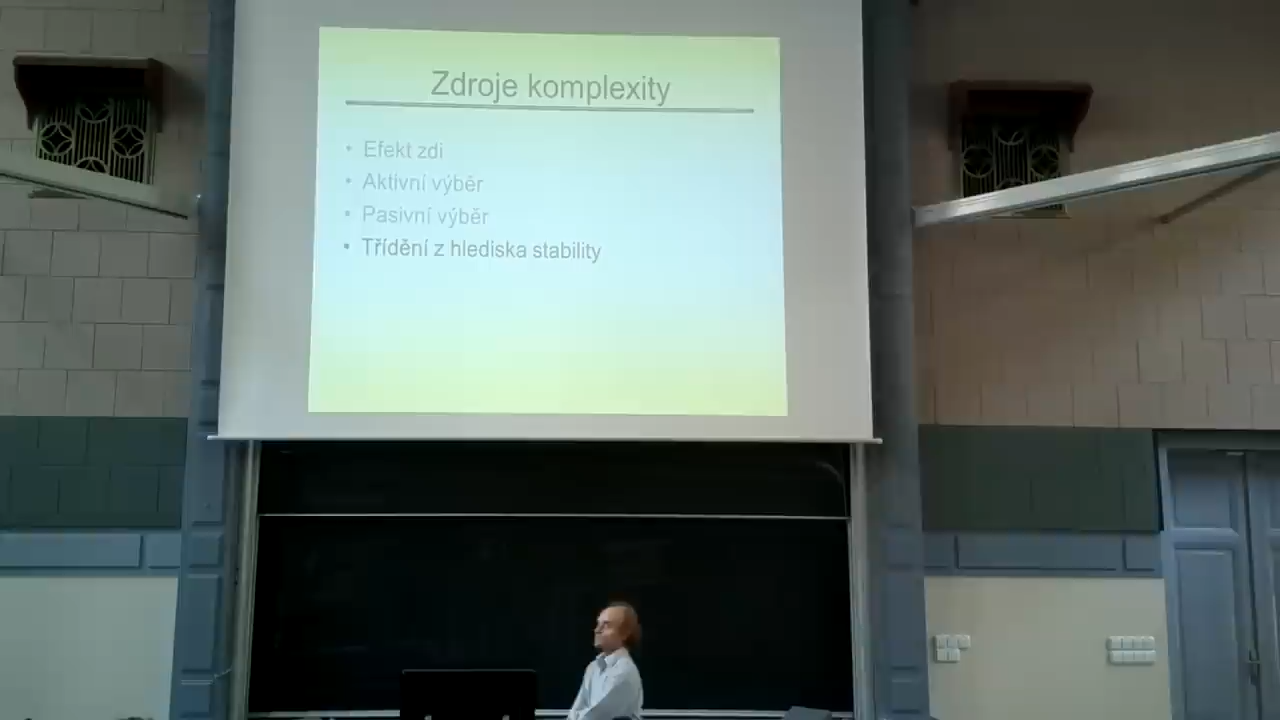 Zdroje komplexity
• Efekt zdi
• Aktivní výběr
• Pasivní výběr
• Třídění z hlediska stability